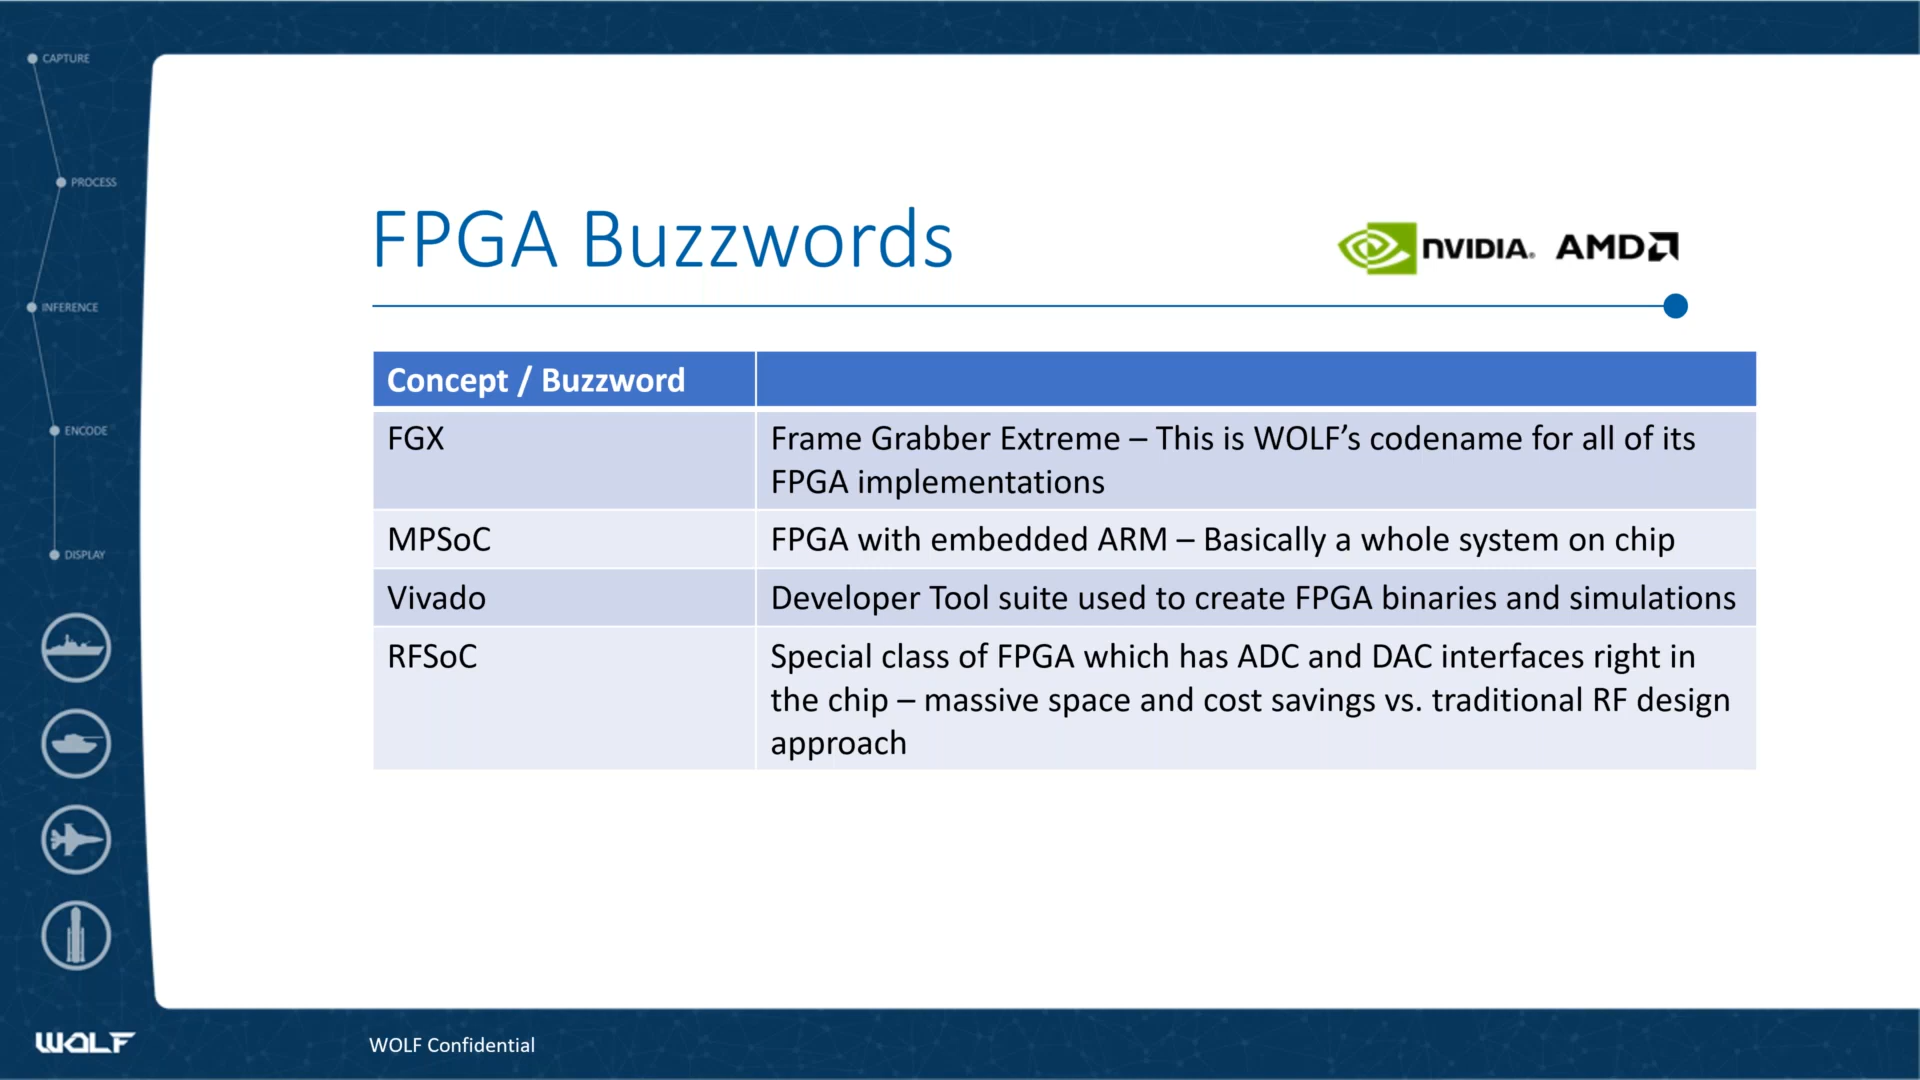 CAPTURE
PROCESS
INFERENCE
ENCODE
DISPLAY
FPGA Buzzwords
nVIDIA. AMD
Concept / Buzzword
FGX
Frame Grabber Extreme – This is WOLF’s codename for all of its
FPGA implementations
MPSoC
FPGA with embedded ARM – Basically a whole system on chip
Vivado
Developer Tool suite used to create FPGA binaries and simulations
RFSoC
Special class of FPGA which has ADC and DAC interfaces right in
the chip – massive space and cost savings vs. traditional RF design
approach
WOLF
WOLF Confidential